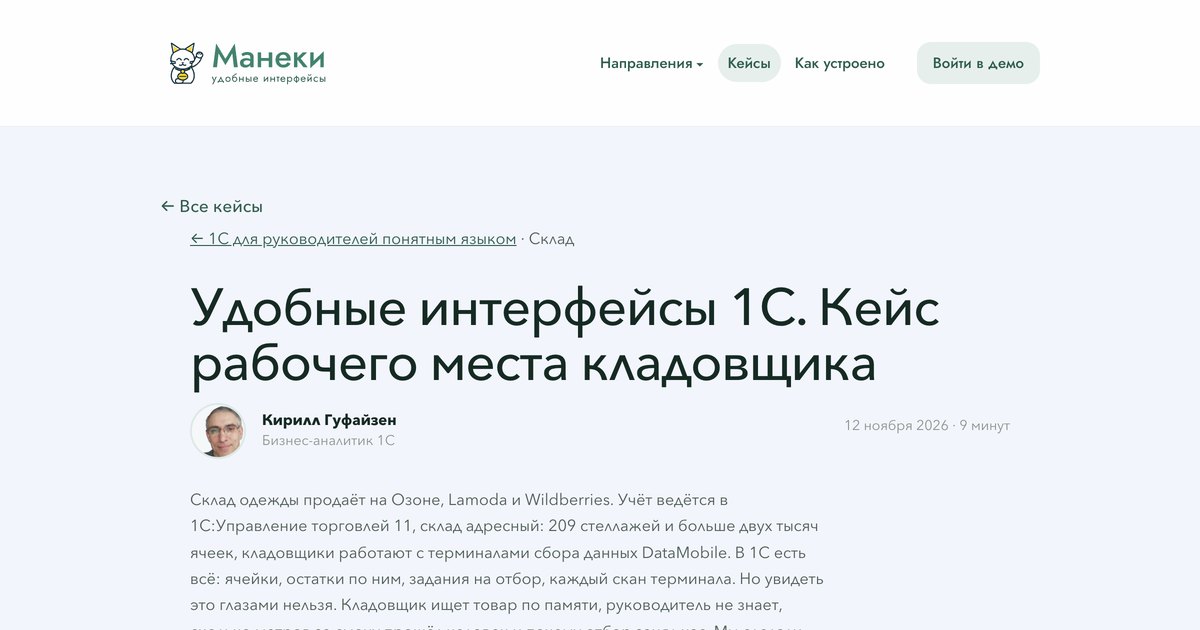 Манеки
удобные интерфейсы
Направления
Кейсы
Как устроено
Войти в демо
← Все кейсы
← 1С для руководителей понятным языком · Склад
Удобные интерфейсы 1С. Кейс
рабочего места кладовщика
Кирилл Гуфайзен
Бизнес-аналитик 1С
12 ноября 2026 · 9 минут
Склад одежды продаёт на Озоне, Lamoda и Wildberries. Учёт ведётся в
1С:Управление торговлей 11, склад адресный: 209 стеллажей и больше двух тысяч
ячеек, кладовщики работают с терминалами сбора данных DataMobile. В 1С есть
всё: ячейки, остатки по ним, задания на отбор, каждый скан терминала. Но увидеть
это глазами нельзя. Кладовщик ищет товар по памяти, руководитель не знает,